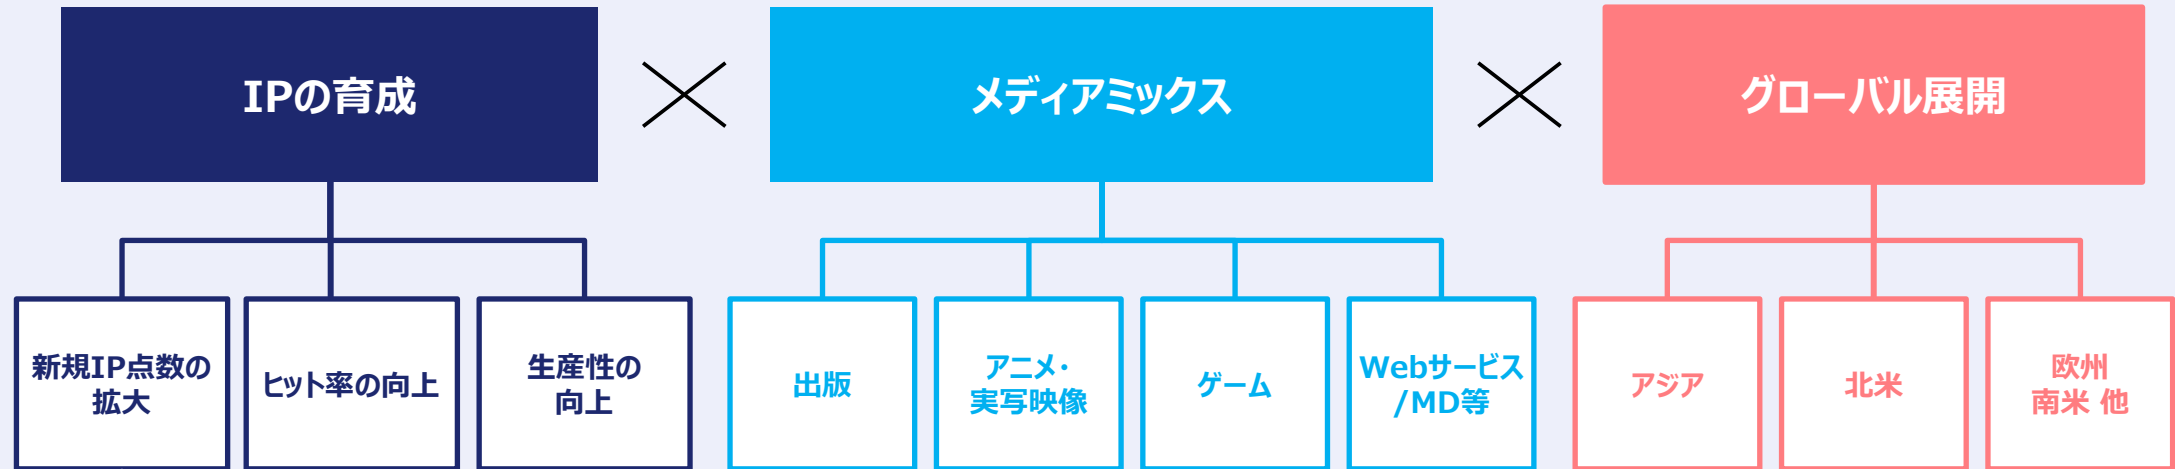 IPの育成
メディアミックス
グローバル展開
新規IP点数の
拡大
ヒット率の向上
生産性の
向上
出版
アニメ・
実写映像
ゲーム
Webサービス
/MD等
アジア
北米
欧州
南米 他